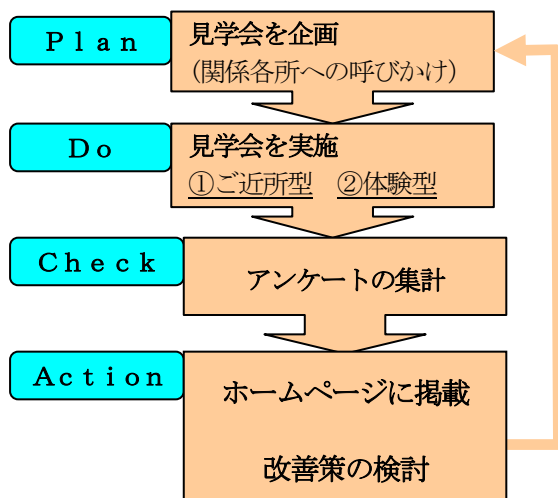 Ｐｌａｎ
見学会を企画
（関係各所への呼びかけ）
Ｄｏ
見学会を実施
①ご近所型　②体験型
Ｃｈｅｃｋ
アンケートの集計
Ａｃｔｉｏｎ
ホームページに掲載
改善策の検討